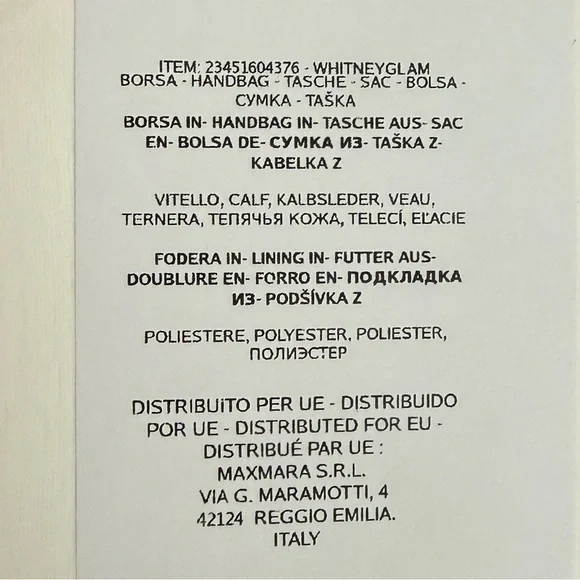 ITEM: 23451604376 - WHITNEYGLAM
BORSA - HANDBAG - TASCHE - SAC - BOLSA -
СУМКА - TAŠKA
BORSA IN- HANDBAG IN- TASCHE AUS- SAC
EN- BOLSA DE- СУМКА ИЗ- TAŠKA Z-
KABELKA Z
VITELLO, CALF, KALBSLEDER, VEAU,
TERNERA, ТЕПЯЧЬЯ КОЖА, TELECÍ, EĽACIE
FODERA IN- LINING IN- FUTTER AUS-
DOUBLURE EN- FORRO EN- ПОДКЛАДКА
ИЗ- PODŠÍVKA Z
POLIESTERE, POLYESTER, POLIESTER,
ПОЛИЭСТЕР
DISTRIBUiTO PER UE - DISTRIBUIDO
POR UE - DISTRIBUTED FOR EU -
DISTRIBUÉ PAR UE :
MAXMARA S.R.L.
VIA G. MARAMOTTI, 4
42124 REGGIO EMILIA.
ITALY